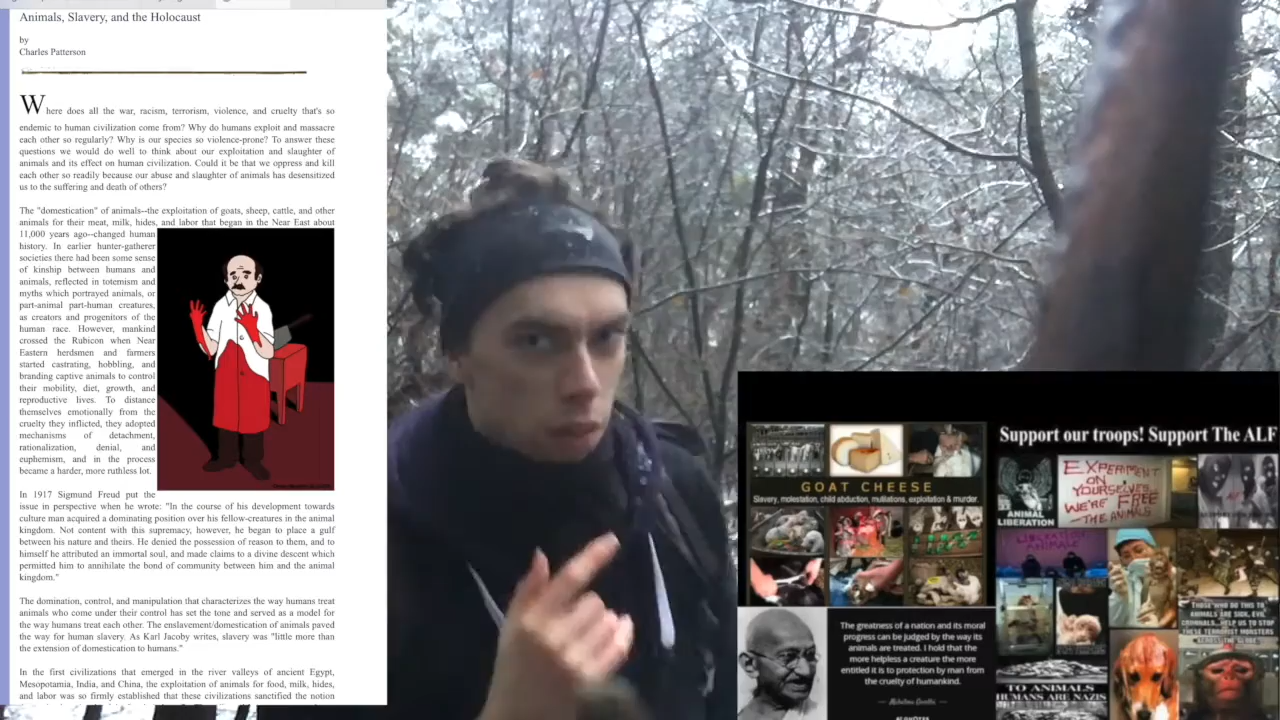 Animals, Slavery, and the Holocaust
by
Charles Patterson
Where does all the war, racism, terrorism, violence, and cruelty that's so
endemic to human civilization come from? Why do humans exploit and massacre
each other so regularly? Why is our species so violence-prone? To answer these
questions we would do well to think about our exploitation and slaughter of
animals and its effect on human civilization. Could it be that we oppress and kill
each other so readily because our abuse and slaughter of animals has desensitized
us to the suffering and death of others?
The "domestication" of animals--the exploitation of goats, sheep, cattle, and other
animals for their meat, milk, hides, and labor that began in the Near East about
11,000 years ago--changed human
history. In earlier hunter-gatherer
societies there had been some sense
of kinship between humans and
animals, reflected in totemism and
myths which portrayed animals, or
part-animal part-human creatures,
as creators and progenitors of the
human race. However, mankind
crossed the Rubicon when Near
Eastern herdsmen and farmers
started castrating, hobbling, and
branding captive animals to control
their mobility, diet, growth, and
reproductive lives. To distance
themselves emotionally from the
cruelty they inflicted, they adopted
mechanisms of detachment,
rationalization, denial, and
euphemism, and in the process
became a harder, more ruthless lot.
In 1917 Sigmund Freud put the
issue in perspective when he wrote: "In the course of his development towards
culture man acquired a dominating position over his fellow-creatures in the animal
kingdom. Not content with this supremacy, however, he began to place a gulf
between his nature and theirs. He denied the possession of reason to them, and to
himself he attributed an immortal soul, and made claims to a divine descent which
permitted him to annihilate the bond of community between him and the animal
kingdom."
The domination, control, and manipulation that characterizes the way humans treat
animals who come under their control has set the tone and served as a model for
the way humans treat each other. The enslavement/domestication of animals paved
the way for human slavery. As Karl Jacoby writes, slavery was "little more than
the extension of domestication to humans."
In the first civilizations that emerged in the river valleys of ancient Egypt,
Mesopotamia, India, and China, the exploitation of animals for food, milk, hides,
and labor was so firmly established that these civilizations sanctified the notion
GOAT CHEESE
Slavery, molestation, child abduction, mutilations, exploitation & murder.
The greatness of a nation and its moral
progress can be judged by the way its
animals are treated. I hold that the
more helpless a creature the more
entitled it is to protection by man from
the cruelty of humankind.
Support our troops! Support The ALF
ANIMAL
LIBERATION
EXPERIMENT
ON
YOURSELVES
WE'RE FREE
-THE ANIMALS
THOSE WHO DO THIS TO
ANIMALS ARE SICK, EVIL
CRIMINALS...HELP US TO STOP
THESE TERRORIST MONSTERS
ACROSS THE GLOBE
TO ANIMALS
HUMANS ARE NAZIS